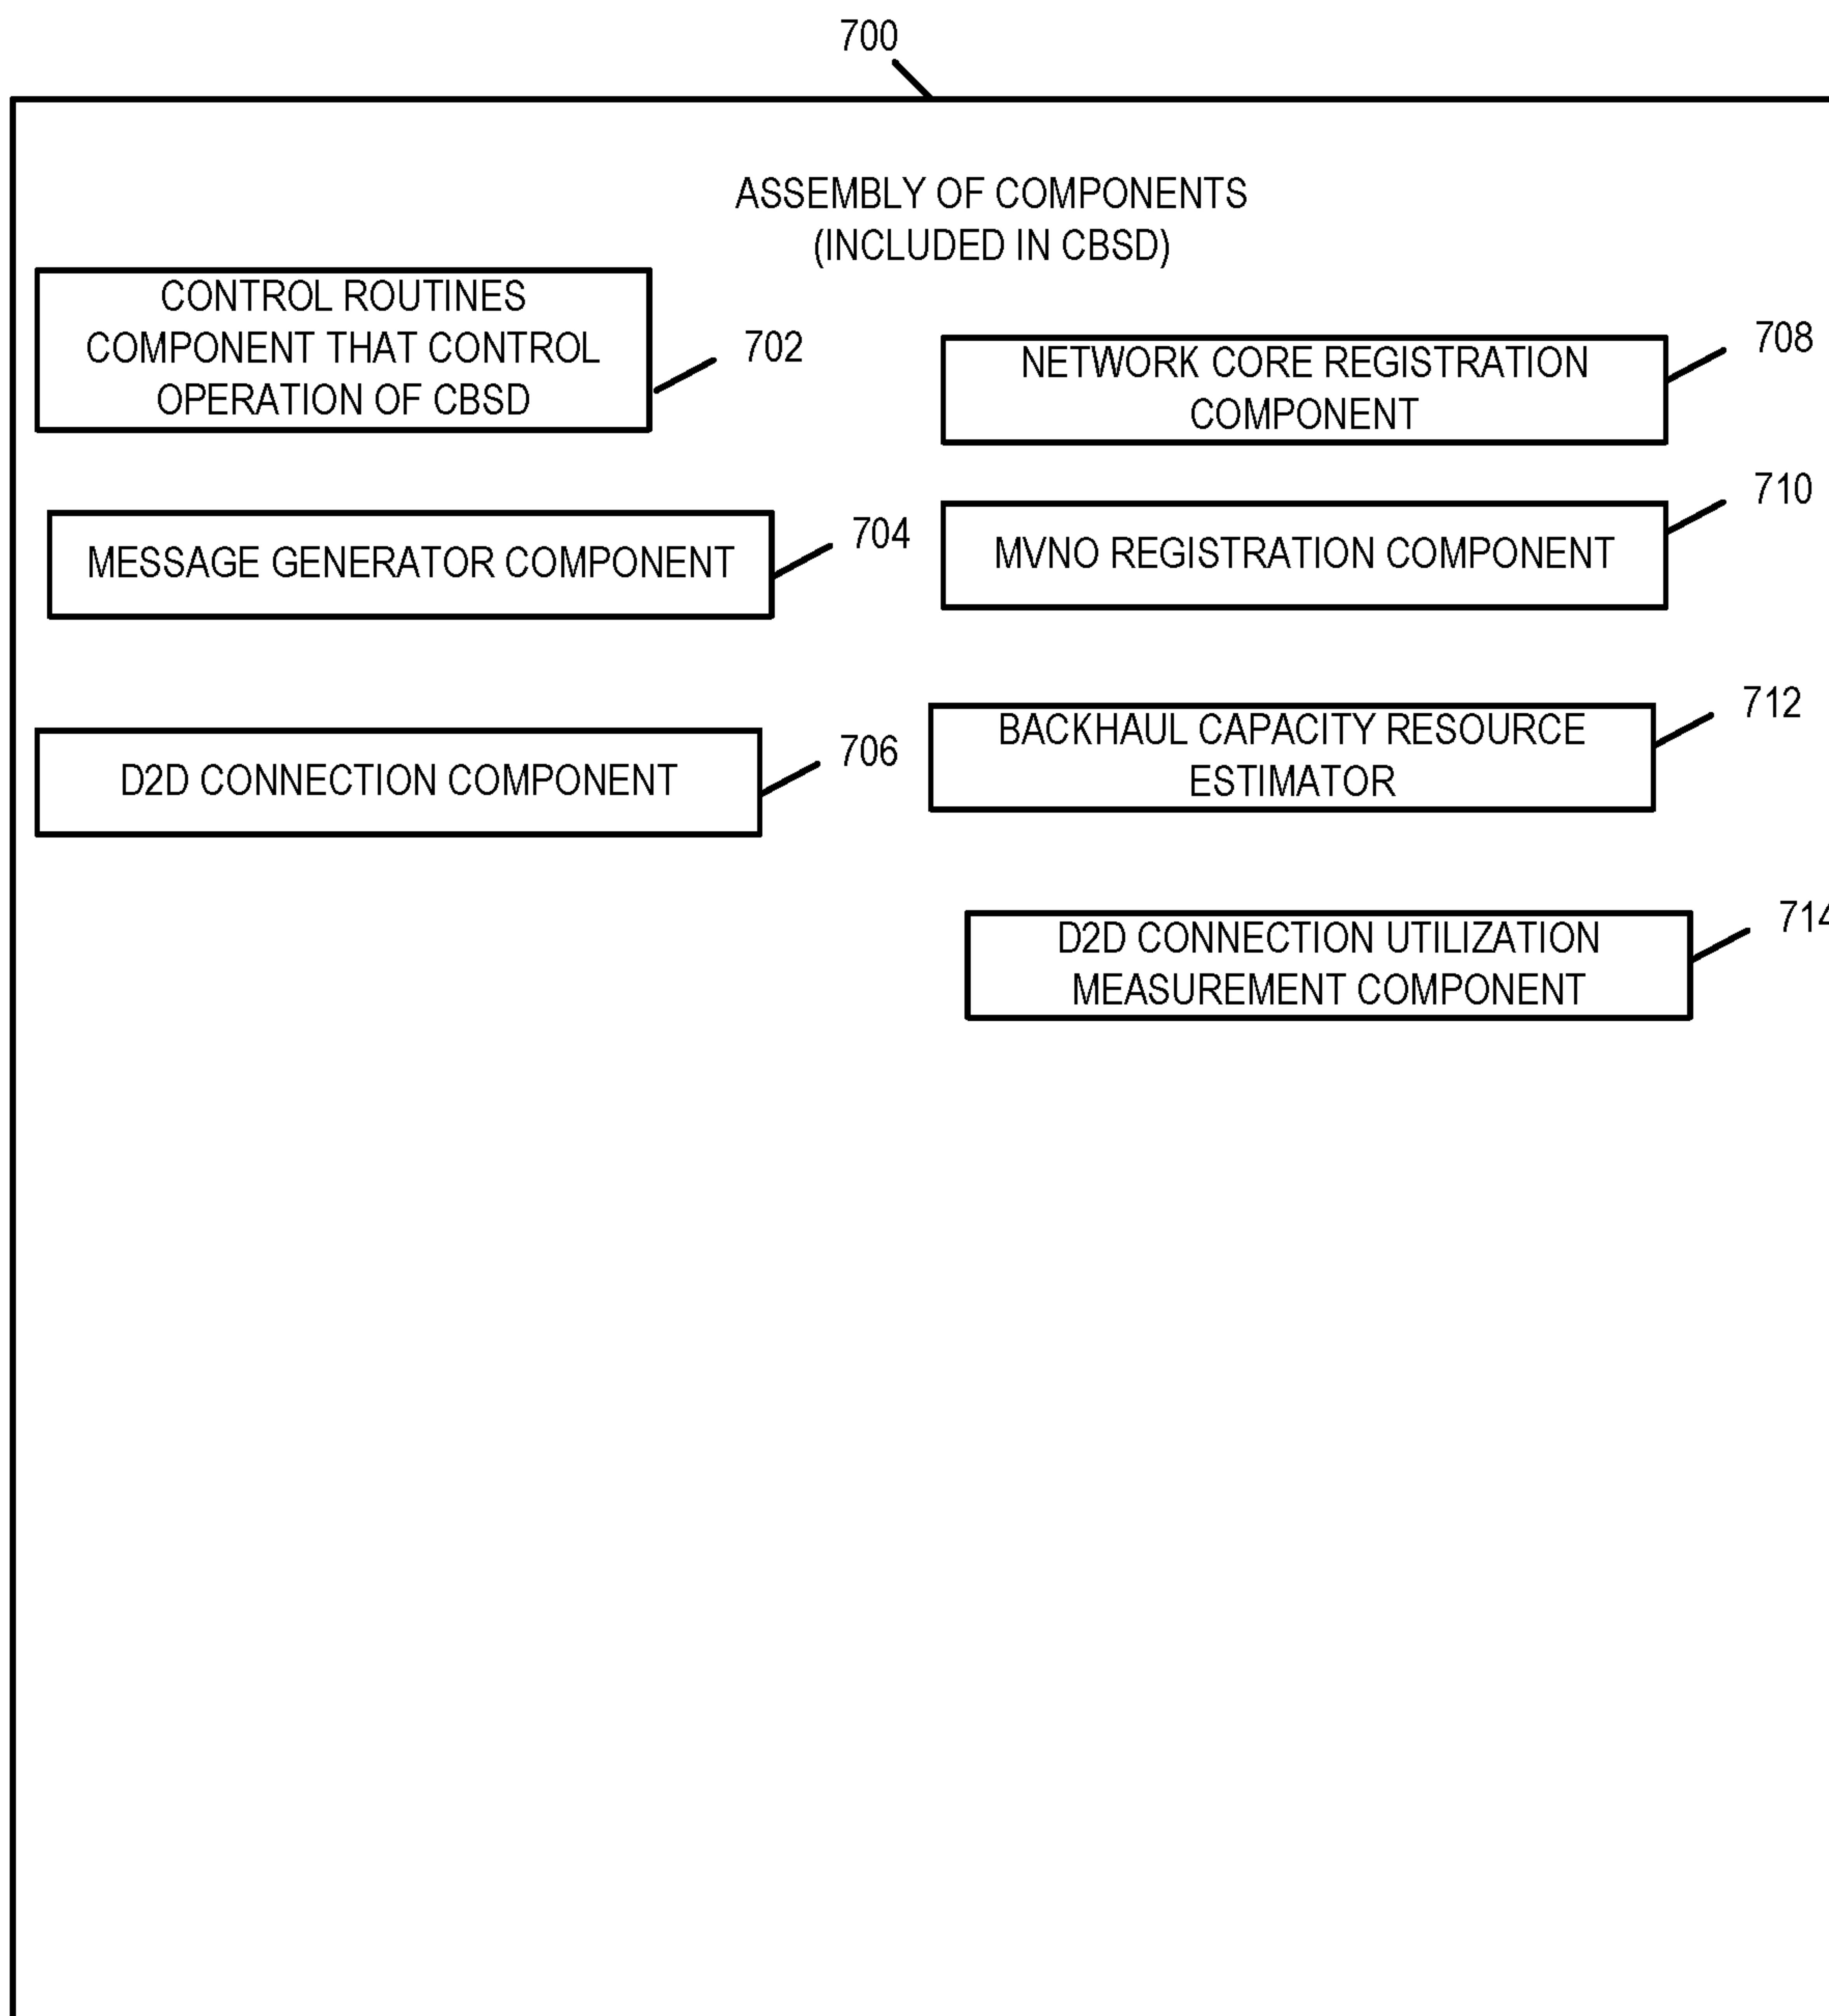 700
ASSEMBLY OF COMPONENTS
(INCLUDED IN CBSD)
CONTROL ROUTINES
COMPONENT THAT CONTROL
OPERATION OF CBSD
702
MESSAGE GENERATOR COMPONENT
704
D2D CONNECTION COMPONENT
706
NETWORK CORE REGISTRATION
COMPONENT
708
MVNO REGISTRATION COMPONENT
710
BACKHAUL CAPACITY RESOURCE
ESTIMATOR
712
D2D CONNECTION UTILIZATION
MEASUREMENT COMPONENT
714